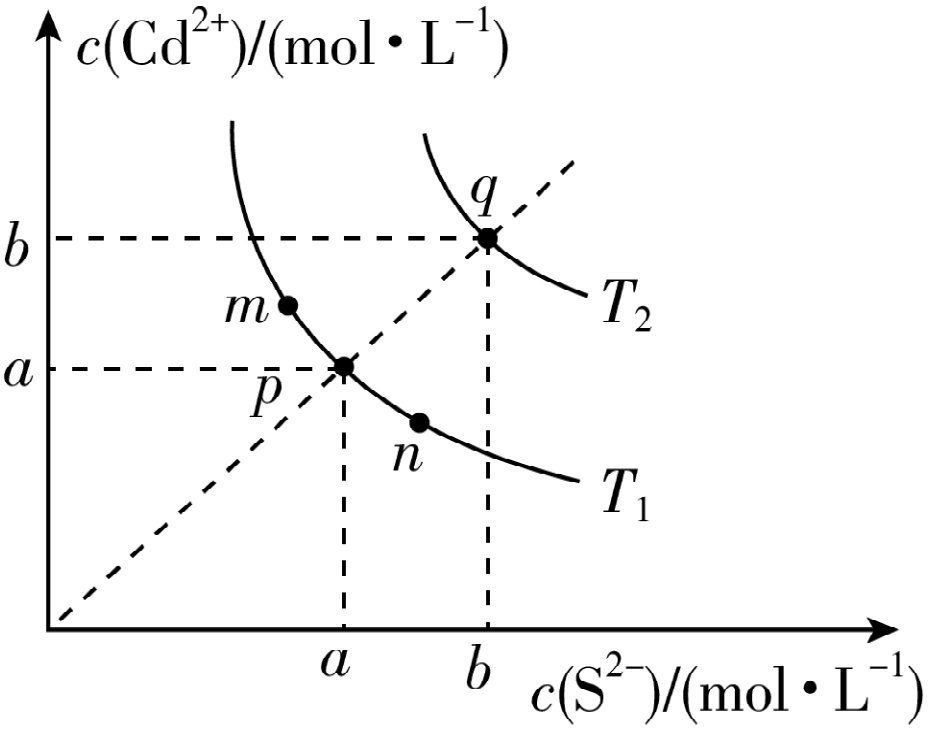 c(Cd²⁺)/(mol • L⁻¹)
q
b
m
T₂
a
p
n
T₁
a
b
c(S²⁻)/(mol • L⁻¹)